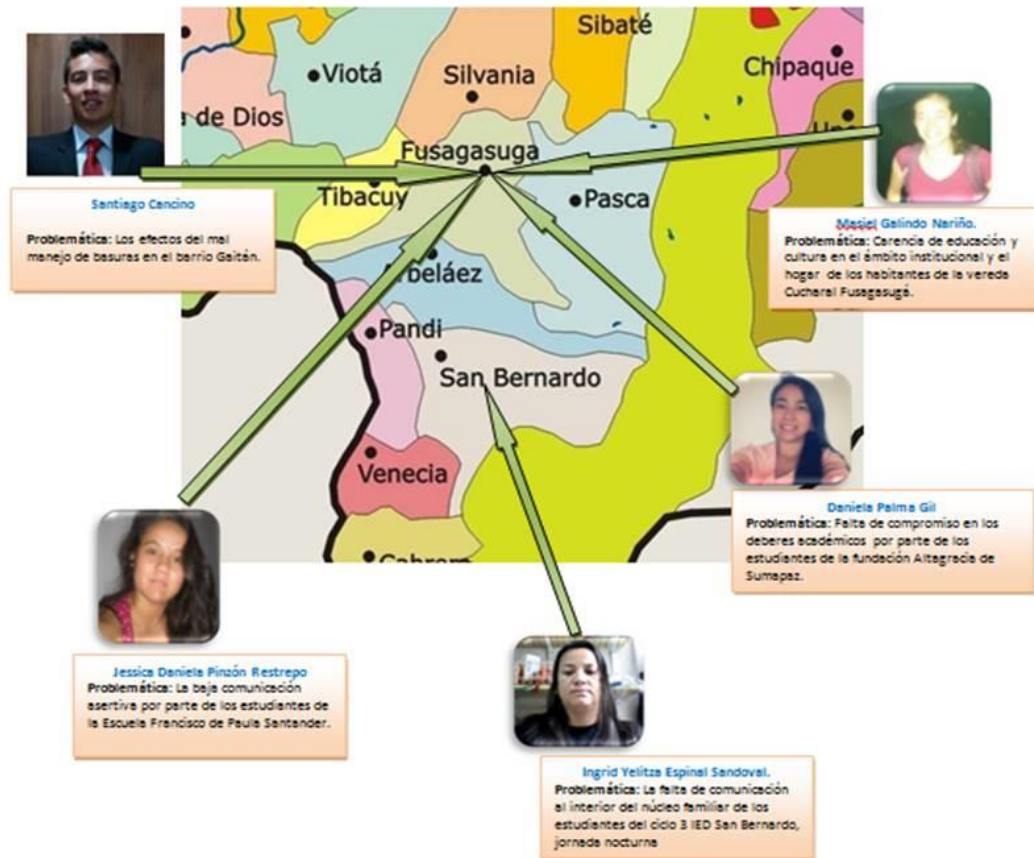 Sibaté
Viotá
Silvania
Chipaque
a de Dios
Fusagasuga
Tibacuy
Pasca
Arbeláez
Pandi
San Bernardo
Venecia
Santiago Cancino
Problemática: Los efectos del mal
manejo de basuras en el barrio Gaitán.
Masiel Galindo Nariño.
Problemática: Carencia de educación y
cultura en el ámbito institucional y el
hogar de los habitantes de la vereda
Cucharal Fusagasugá.
Daniela Palma Gil
Problemática: Falta de compromiso en los
deberes académicos por parte de los
estudiantes de la fundación Altagracia de
Sumapaz.
Jessica Daniela Pinzón Restrepo
Problemática: La baja comunicación
asertiva por parte de los estudiantes de
la Escuela Francisco de Paula Santander.
Ingrid Yelitza Espinal Sandoval.
Problemática: La falta de comunicación
al interior del núcleo familiar de los
estudiantes del ciclo 3 IED San Bernardo,
jornada nocturna